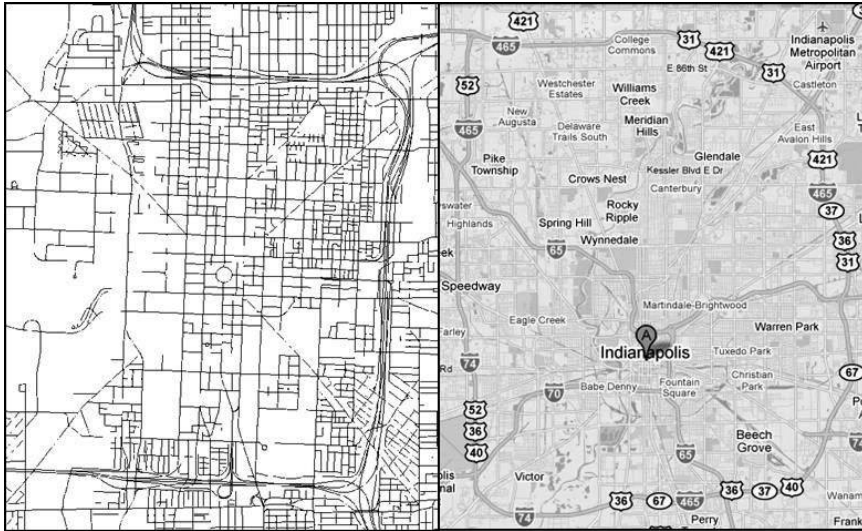 421
465
College
Commons
31
421
Indianapolis
Metropolitan
Airport
E 86th St
31
52
Westchester
Estates
Williams
Creek
Castleton
New
Augusta
465
Delaware
Trails South
Meridian
Hills
East
Avalon Hills
Pike
Township
Glendale
421
Crows Nest
Kessler Blvd E Dr
Canterbury
465
Rocky
Ripple
37
Highlands
Spring Hill
Wynnedale
36
65
31
Speedway
Martindale-Brightwood
Eagle Creek
Warren Park
A
Farley
Indianapolis
Tuxedo Park
74
Rd
Christian
Park
67
Babe Denny
Fountain
Square
70
52
36
40
Beech
Grove
65
Victor
36
67
465
36
37
40
74
Perry